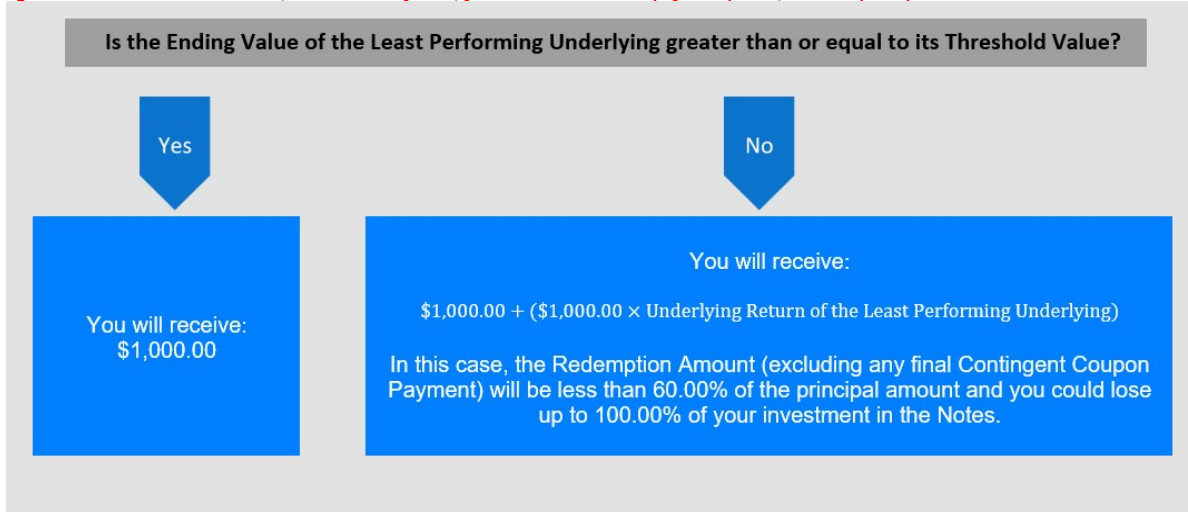 Is the Ending Value of the Least Performing Underlying greater than or equal to its Threshold Value?
Yes
No
You will receive:
$1,000.00
You will receive:
$1,000.00 + ($1,000.00 × Underlying Return of the Least Performing Underlying)
In this case, the Redemption Amount (excluding any final Contingent Coupon
Payment) will be less than 60.00% of the principal amount and you could lose
up to 100.00% of your investment in the Notes.